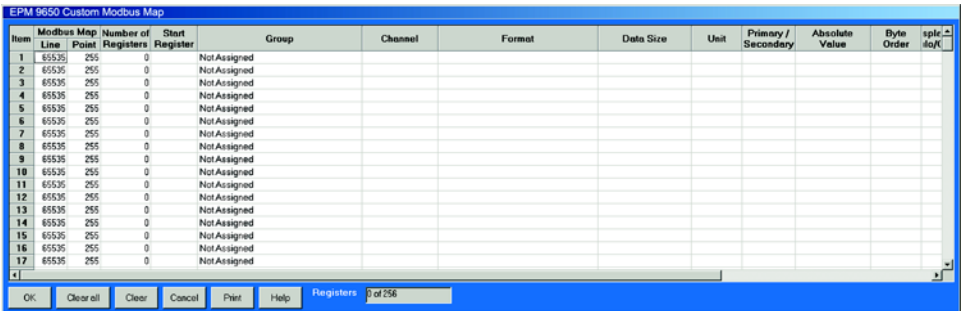 EPM 9650 Custom Modbus Map
Item Modbus Map Line Point Number of Registers Start Register Group Channel Format Data Size Unit Primary / Secondary Absolute Value Byte Order
1 65535 255 0 Not Assigned
2 65535 255 0 Not Assigned
3 65535 255 0 Not Assigned
4 65535 255 0 Not Assigned
5 65535 255 0 Not Assigned
6 65535 255 0 Not Assigned
7 65535 255 0 Not Assigned
8 65535 255 0 Not Assigned
9 65535 255 0 Not Assigned
10 65535 255 0 Not Assigned
11 65535 255 0 Not Assigned
12 65535 255 0 Not Assigned
13 65535 255 0 Not Assigned
14 65535 255 0 Not Assigned
15 65535 255 0 Not Assigned
16 65535 255 0 Not Assigned
17 65535 255 0 Not Assigned
OK Clear all Clear Cancel Print Help Registers 0 of 256